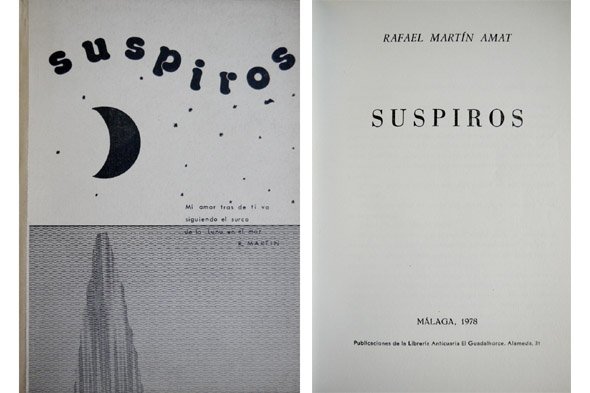 suspiros
Mi amor tras de ti va
siguiendo el surco
de la Luna en el mar
R. MARTIN
RAFAEL MARTÍN AMAT
SUSPIROS
MÁLAGA, 1978
Publicaciones de la Librería Anticuaria El Guadalhorce. Alameda, 31